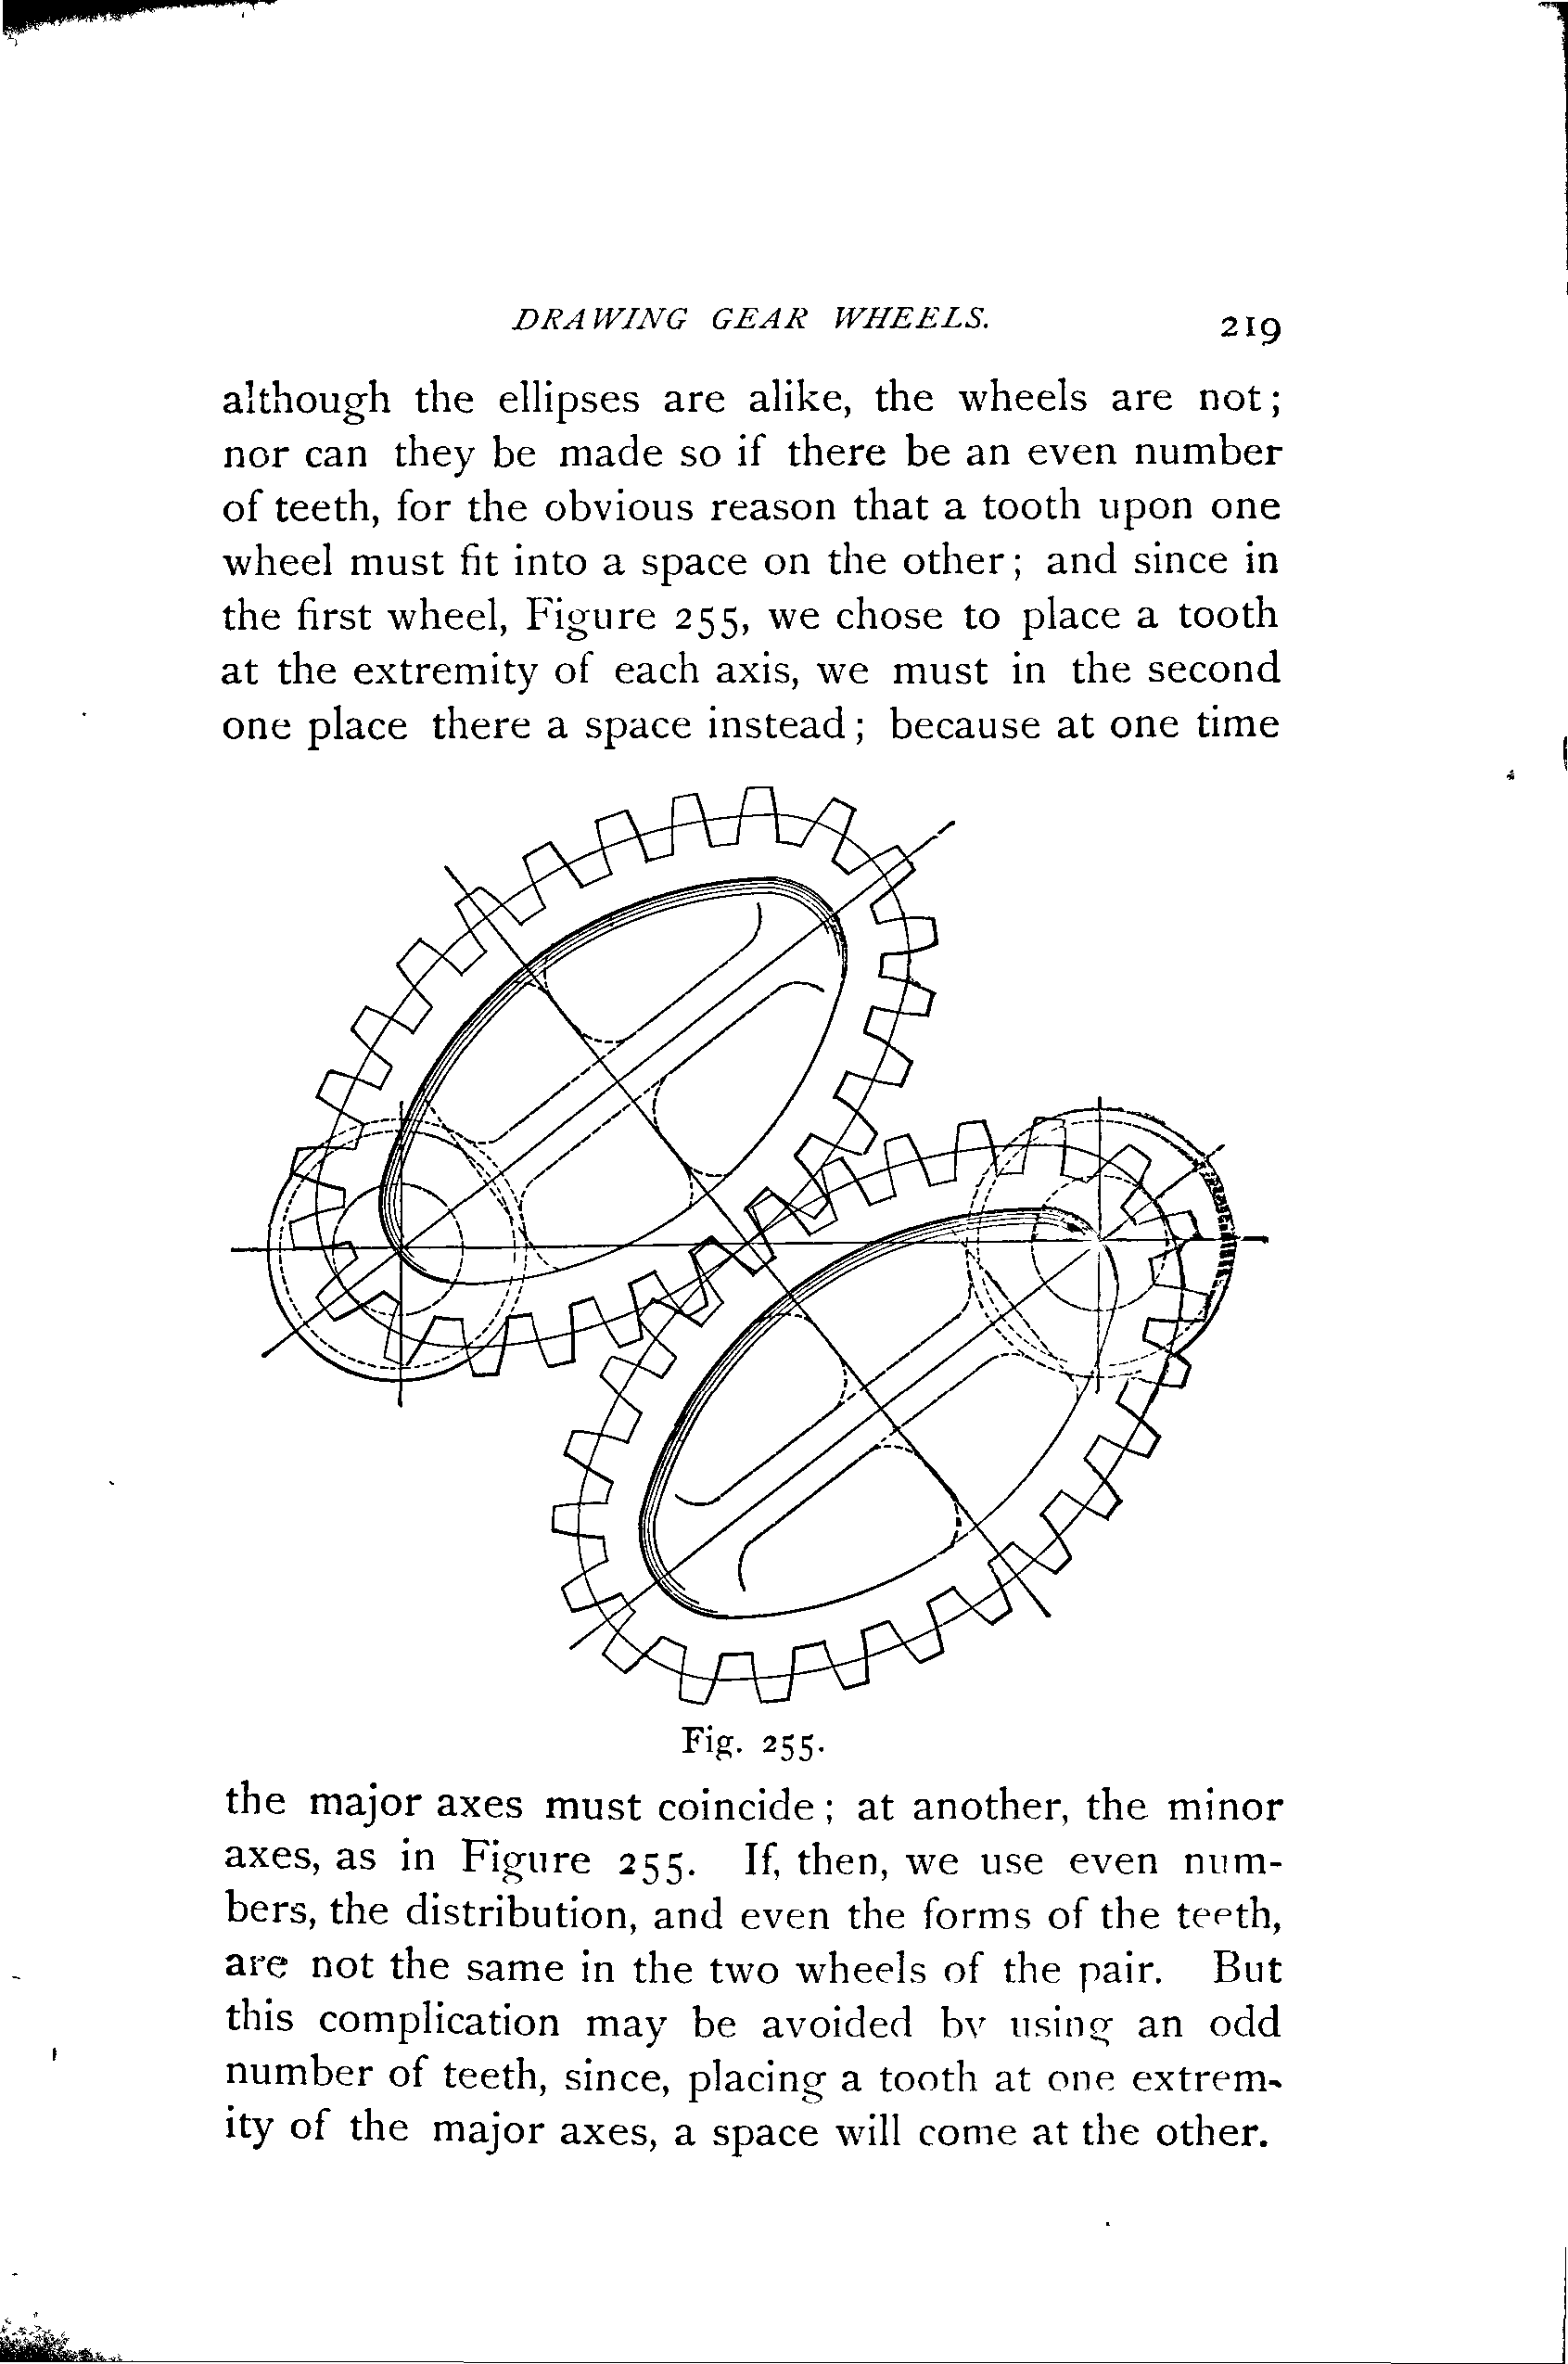 DRAWING GEAR WHEELS. 219
although the ellipses are alike, the wheels are not;
nor can they be made so if there be an even number
of teeth, for the obvious reason that a tooth upon one
wheel must fit into a space on the other; and since in
the first wheel, Figure 255, we chose to place a tooth
at the extremity of each axis, we must in the second
one place there a space instead; because at one time
Fig. 255.
the major axes must coincide; at another, the minor
axes, as in Figure 255. If, then, we use even num-
bers, the distribution, and even the forms of the teeth,
are not the same in the two wheels of the pair. But
this complication may be avoided by using an odd
number of teeth, since, placing a tooth at one extrem-
ity of the major axes, a space will come at the other.